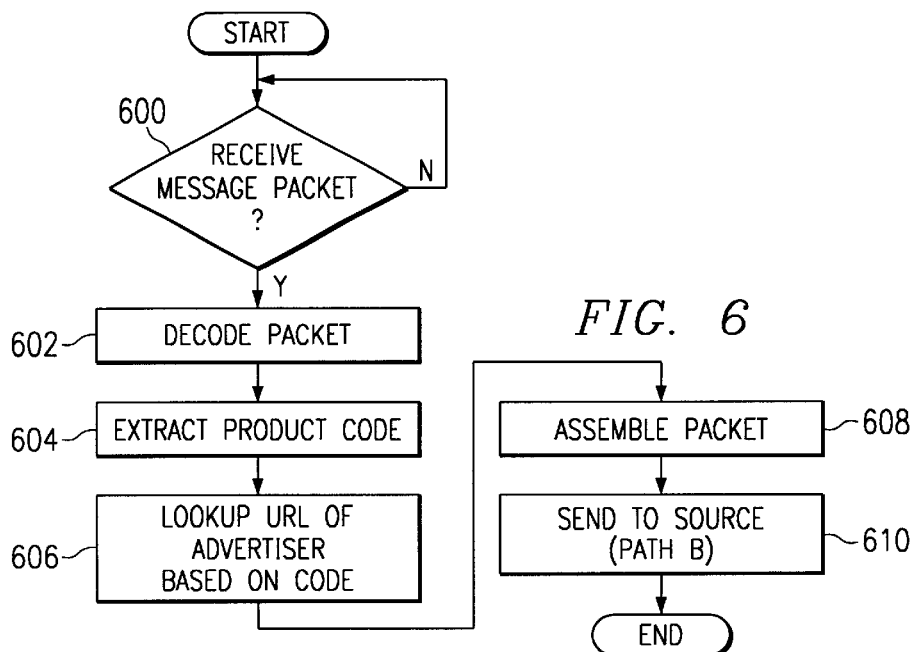 START
600
RECEIVE
MESSAGE PACKET
?
N
Y
602
DECODE PACKET
604
EXTRACT PRODUCT CODE
606
LOOKUP URL OF
ADVERTISER
BASED ON CODE
FIG. 6
ASSEMBLE PACKET
608
SEND TO SOURCE
(PATH B)
610
END